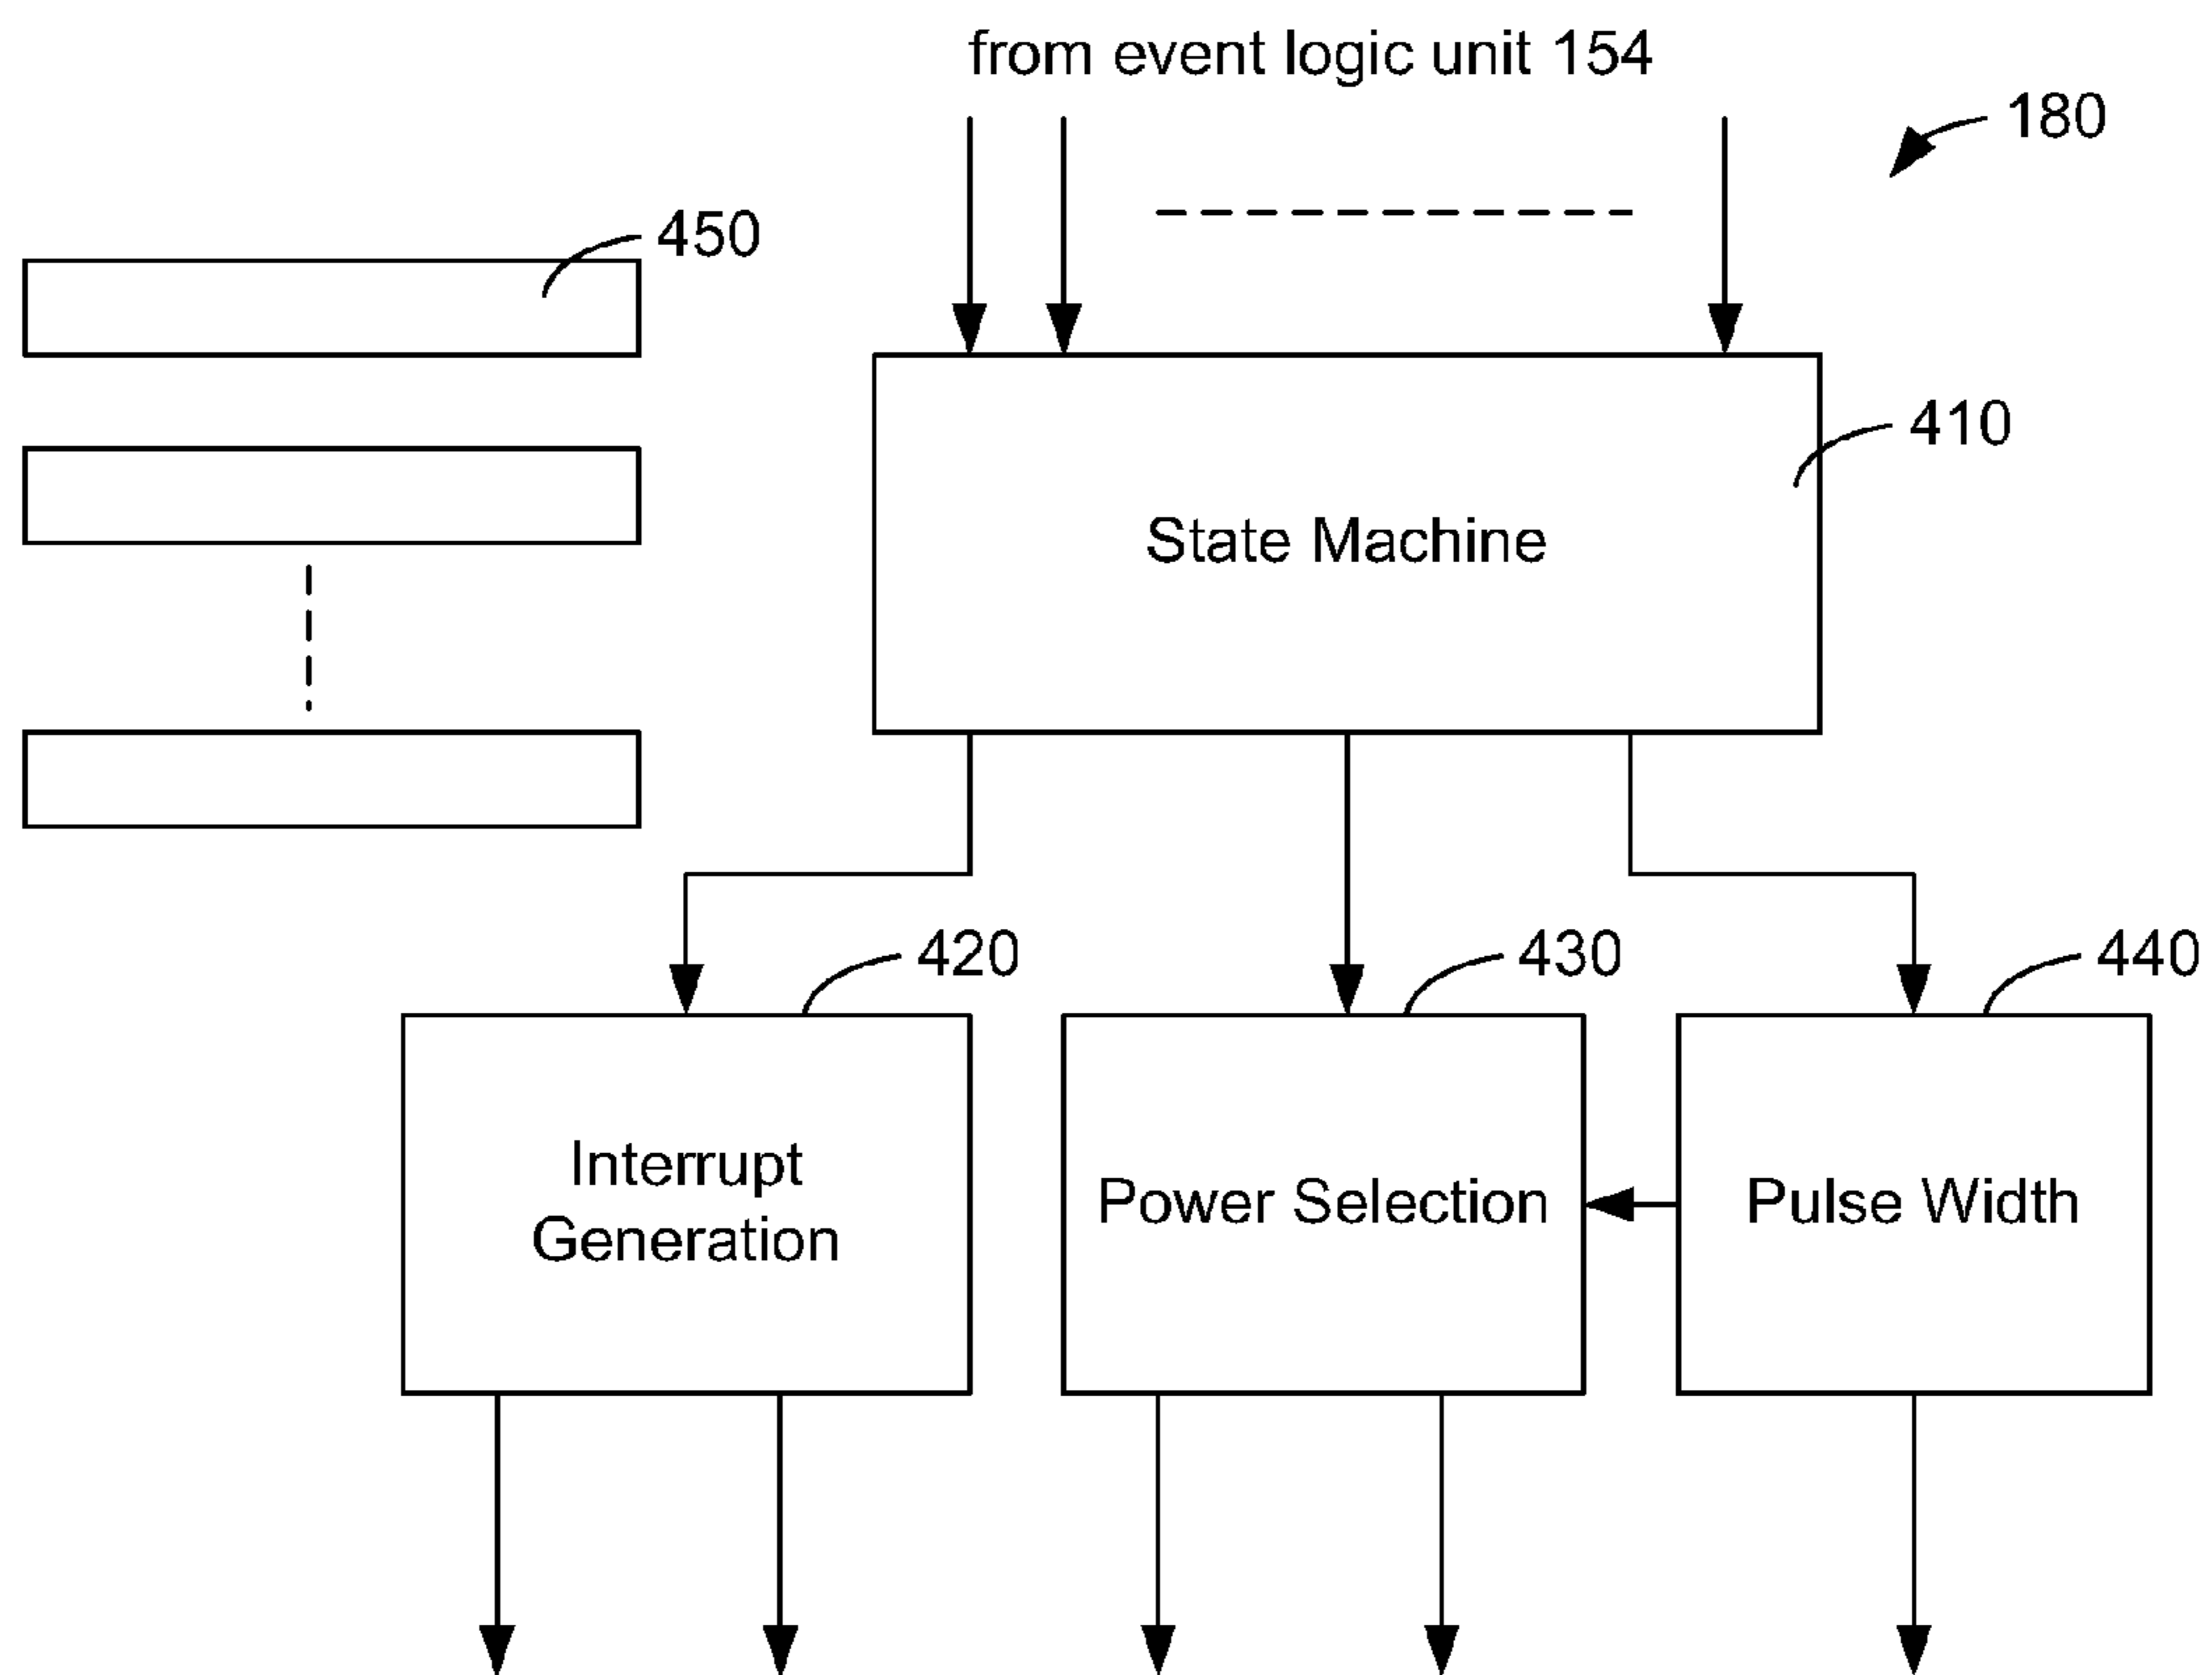 from event logic unit 154
180
450
410
State Machine
420
430
440
Interrupt
Generation
Power Selection
Pulse Width